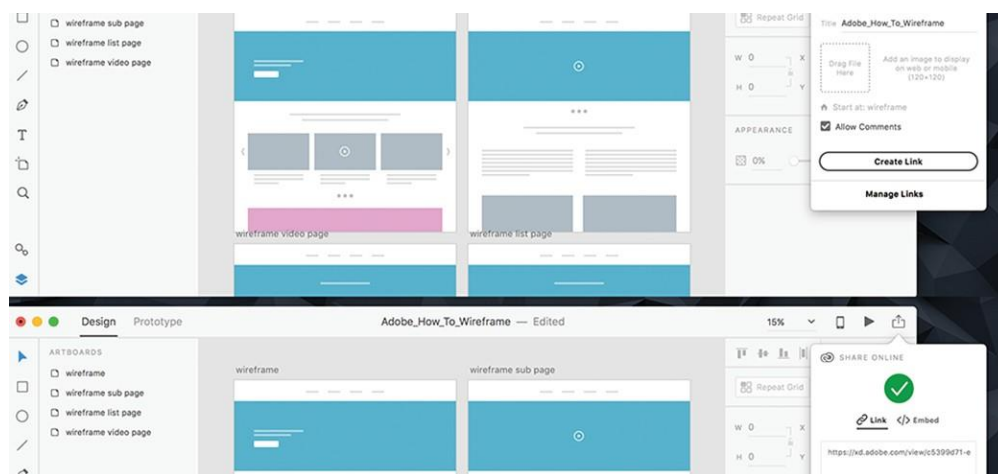 wireframe sub page
wireframe list page
wireframe video page
wireframe video page
wireframe list page
Repeat Grid
W 0
X
H 0
Y
APPEARANCE
0%
Title Adobe_How_To_Wireframe
Drag File
Here
Add an image to display
on web or mobile
(120×120)
Start at: wireframe
Allow Comments
Create Link
Manage Links
Design Prototype
Adobe_How_To_Wireframe — Edited
15%
ARTBOARDS
wireframe
wireframe sub page
wireframe list page
wireframe video page
wireframe
wireframe sub page
Repeat Grid
W 0
X
H 0
Y
SHARE ONLINE
Link </> Embed
https://xd.adobe.com/view/c5399d71-e